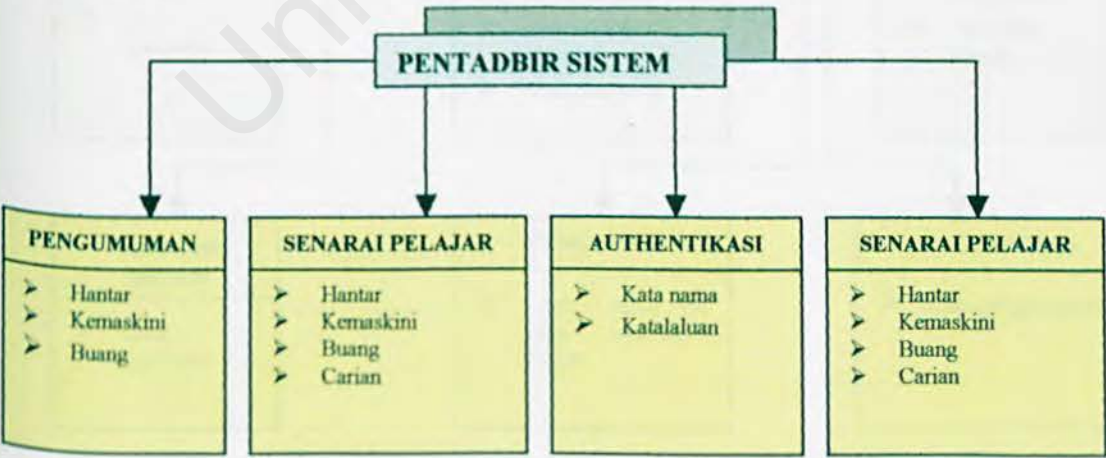 PENTADBIR SISTEM
PENGUMUMAN
➢ Hantar
➢ Kemaskini
➢ Buang
SENARAI PELAJAR
➢ Hantar
➢ Kemaskini
➢ Buang
➢ Carian
AUTHENTIKASI
➢ Kata nama
➢ Katalaluan
SENARAI PELAJAR
➢ Hantar
➢ Kemaskini
➢ Buang
➢ Carian